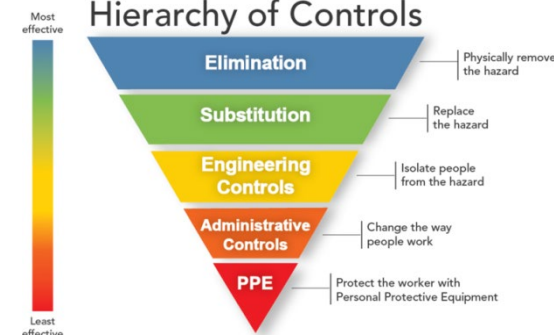 Hierarchy of Controls
Most
effective
Elimination
Physically remove
the hazard
Substitution
Replace
the hazard
Engineering
Controls
Isolate people
from the hazard
Administrative
Controls
Change the way
people work
PPE
Protect the worker with
Personal Protective Equipment
Least
effective